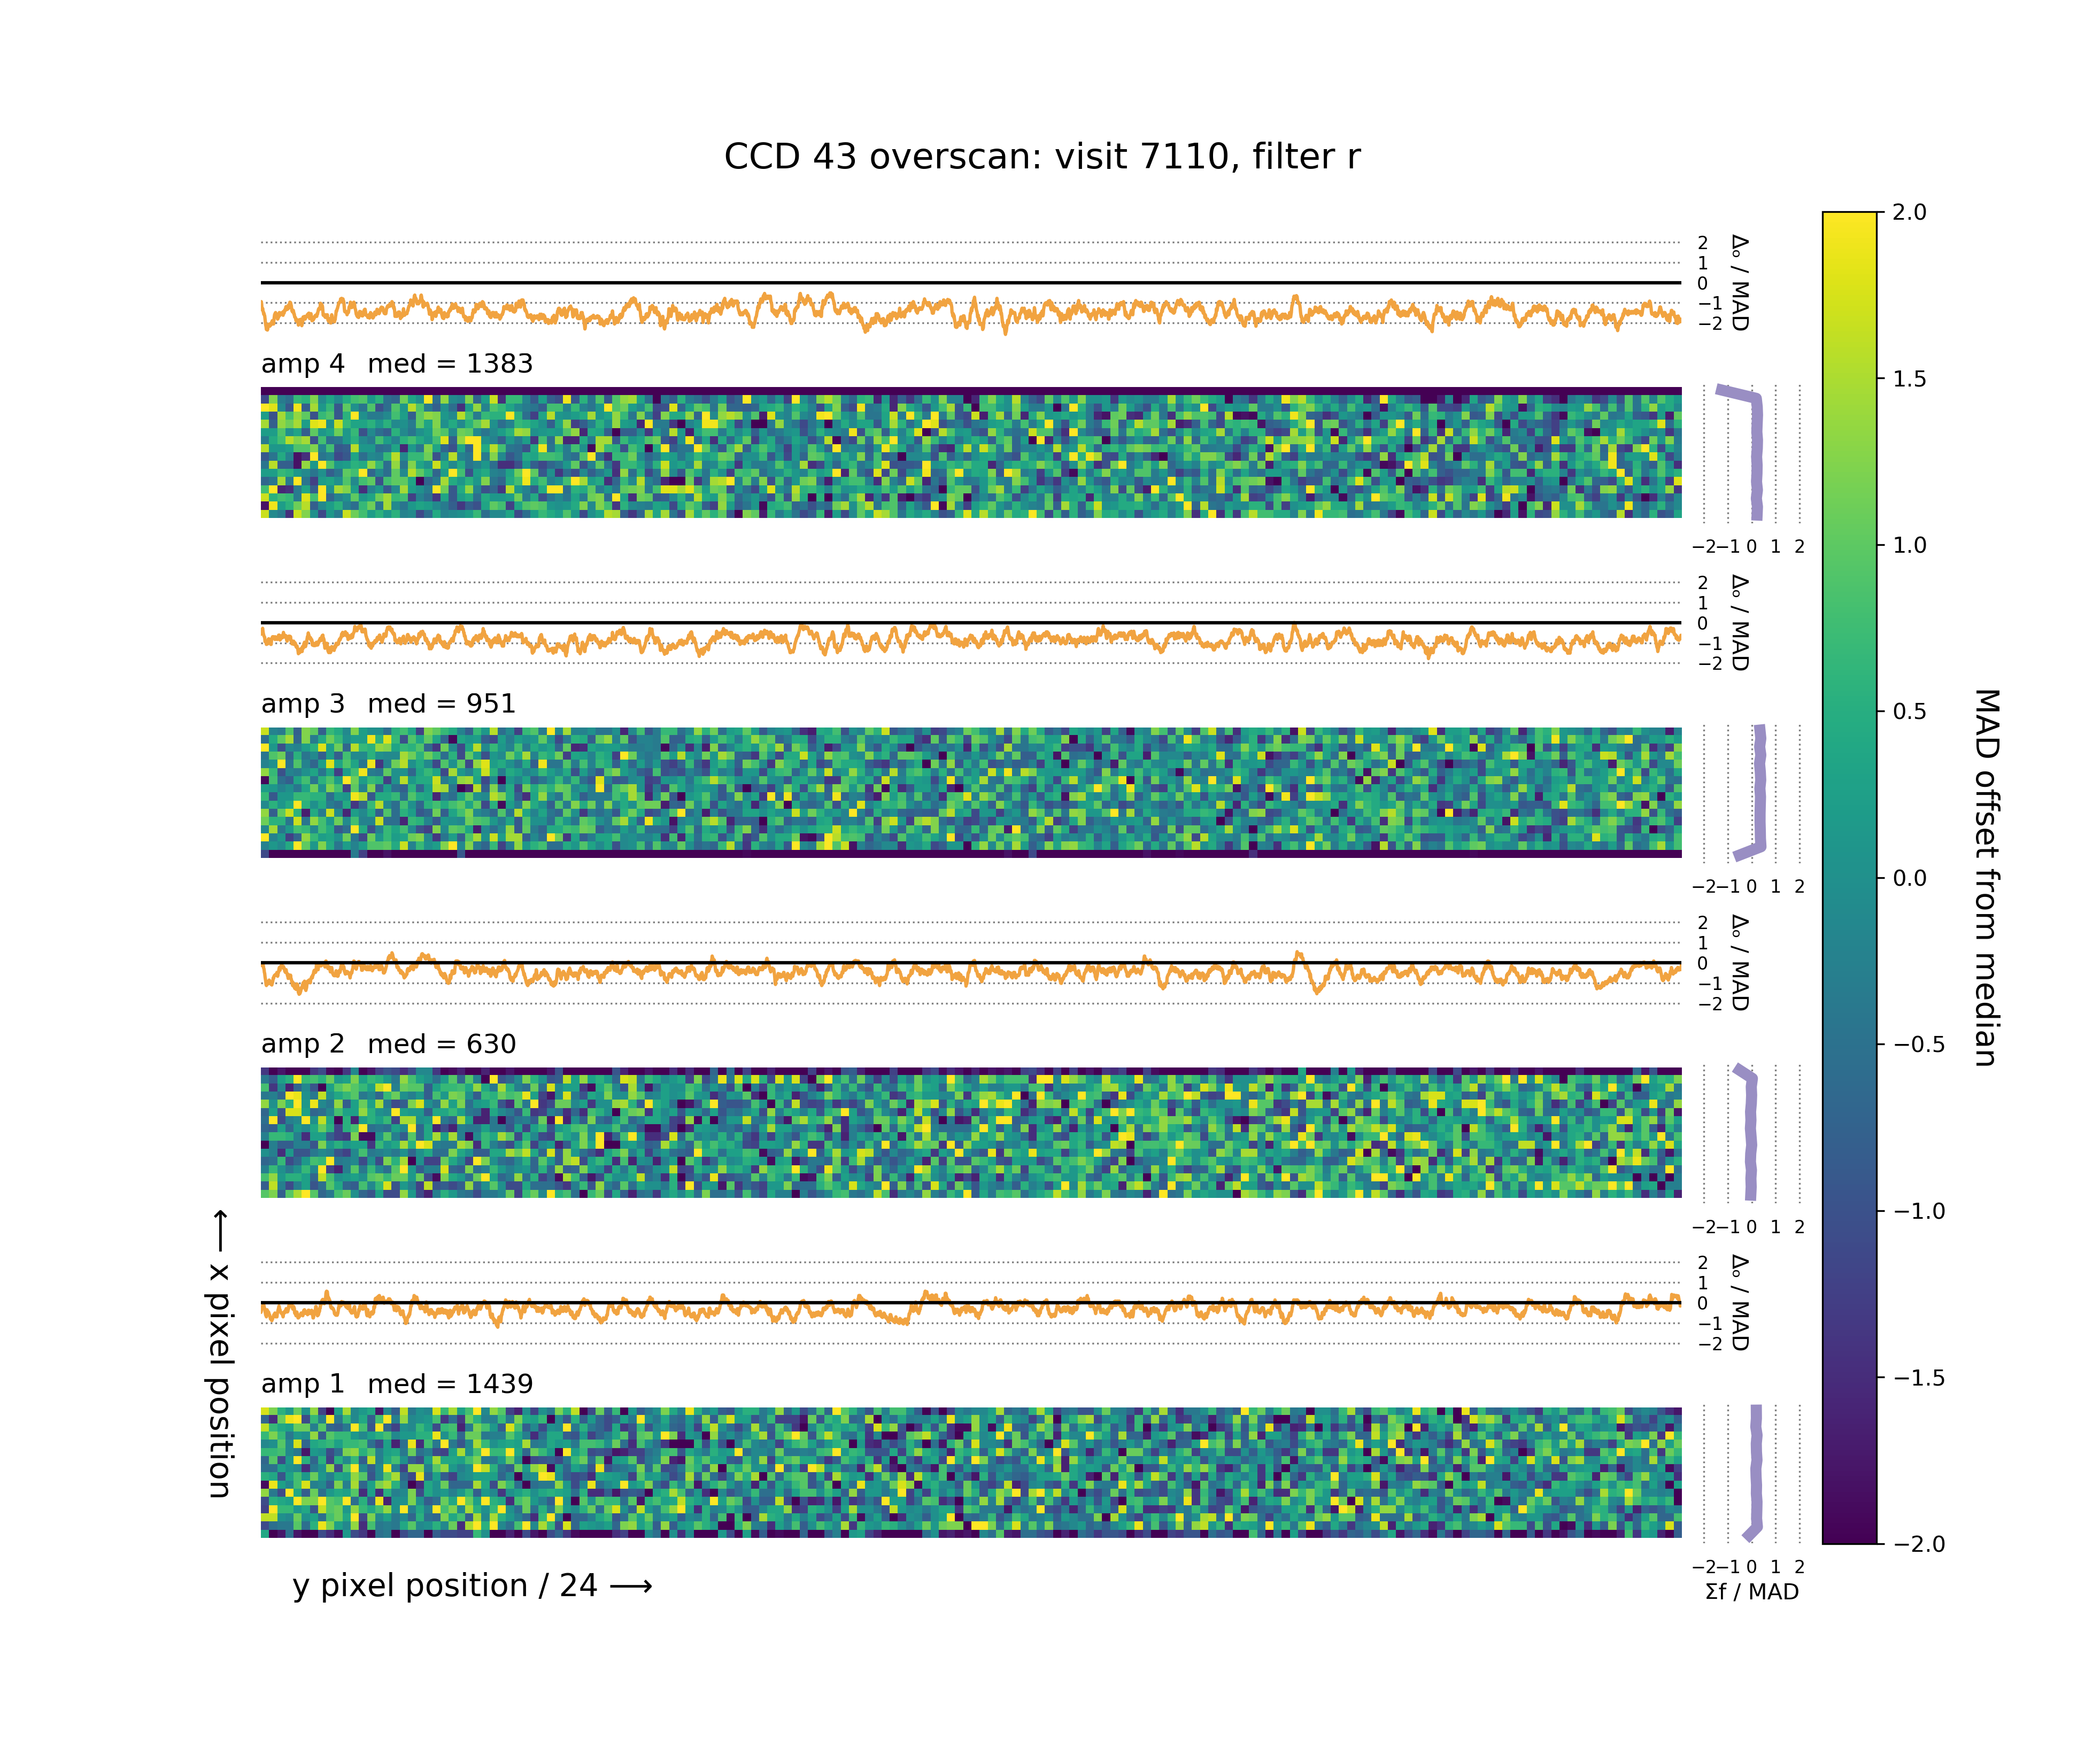 CCD 43 overscan: visit 7110, filter r
2
1
0
−1
−2
Δₒ / MAD
amp 4   med = 1383
−2 −1 0 1 2
2
1
0
−1
−2
Δₒ / MAD
amp 3   med = 951
−2 −1 0 1 2
2
1
0
−1
−2
Δₒ / MAD
amp 2   med = 630
−2 −1 0 1 2
2
1
0
−1
−2
Δₒ / MAD
amp 1   med = 1439
−2 −1 0 1 2
Σf / MAD
y pixel position / 24 ⟶
⟵ x pixel position
2.0
1.5
1.0
0.5
0.0
−0.5
−1.0
−1.5
−2.0
MAD offset from median